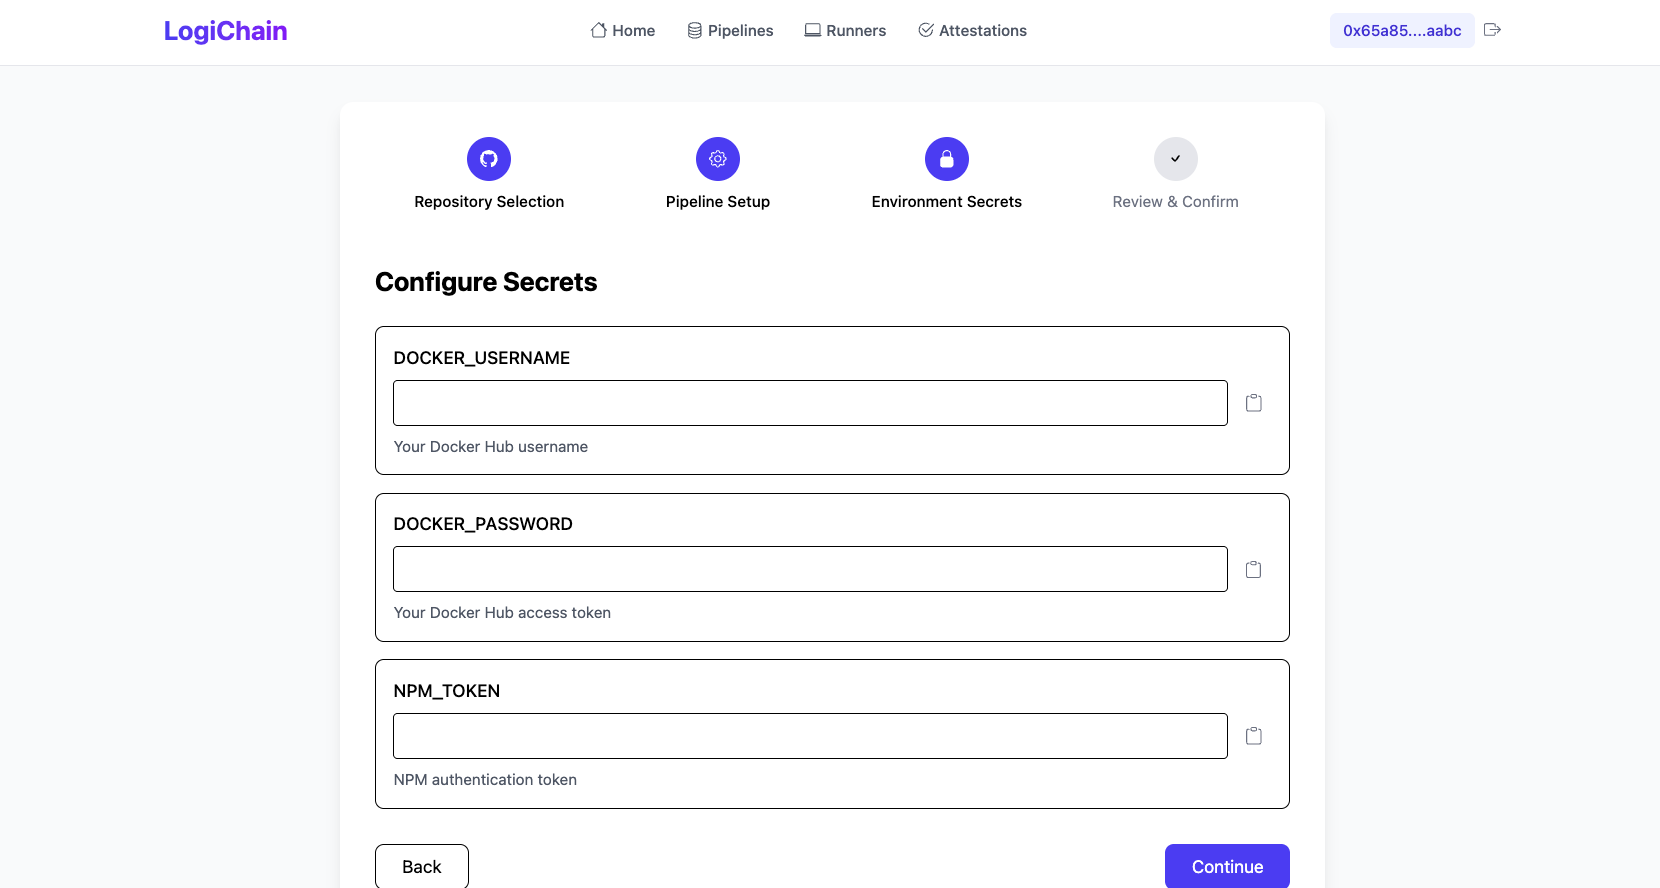 LogiChain
Home
Pipelines
Runners
Attestations
0x65a85....aabc
Repository Selection
Pipeline Setup
Environment Secrets
Review & Confirm
Configure Secrets
DOCKER_USERNAME
Your Docker Hub username
DOCKER_PASSWORD
Your Docker Hub access token
NPM_TOKEN
NPM authentication token
Back
Continue